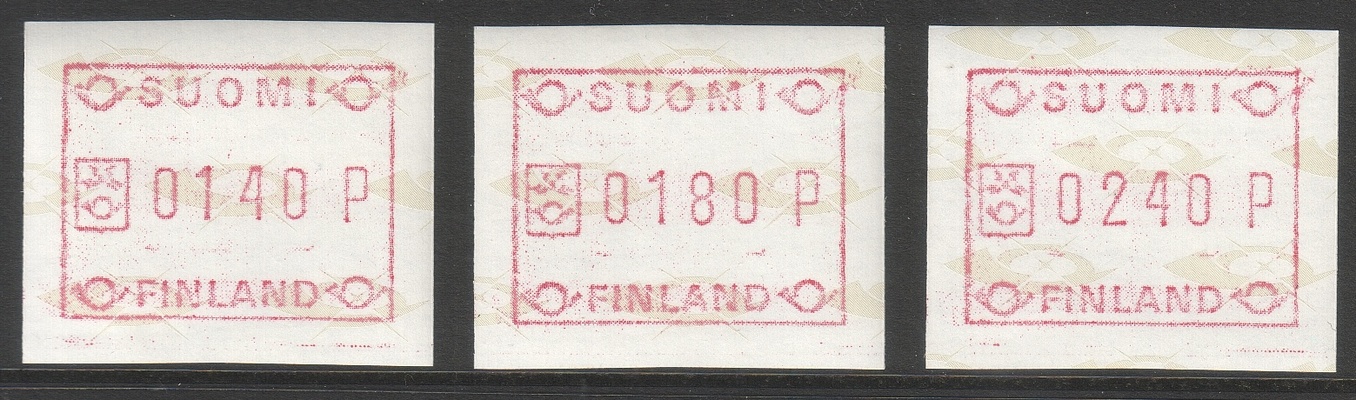 SUOMI
0140 P
FINLAND
SUOMI
0180 P
FINLAND
SUOMI
0240 P
FINLAND